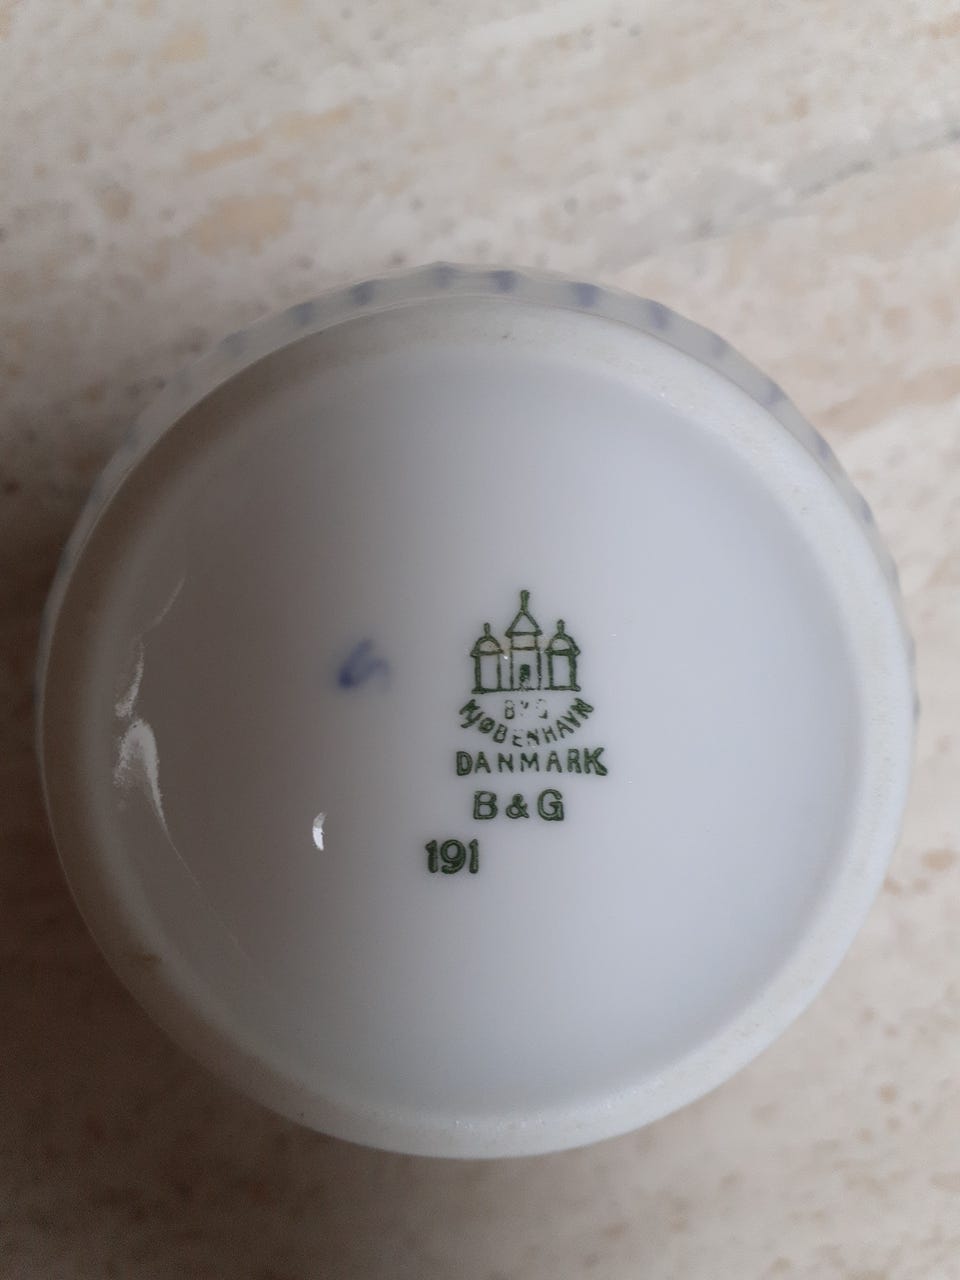 B&G
KJØBENHAVN
DANMARK
B & G
191